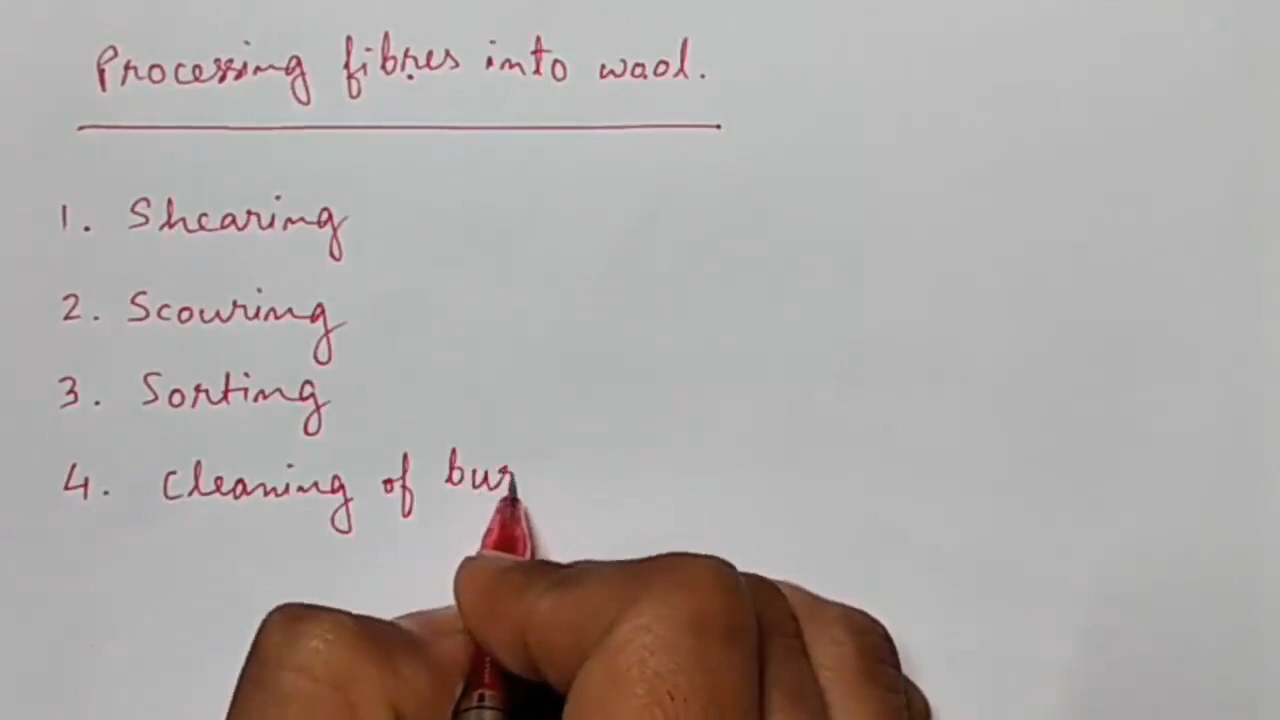 Processing fibres into wool.
1. Shearing
2. Scouring
3. Sorting
4. Cleaning of bur